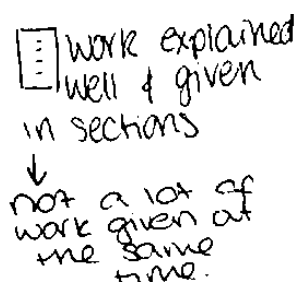 work explained
well & given
in sections
↓
not a lot of
work given at
the same
time.